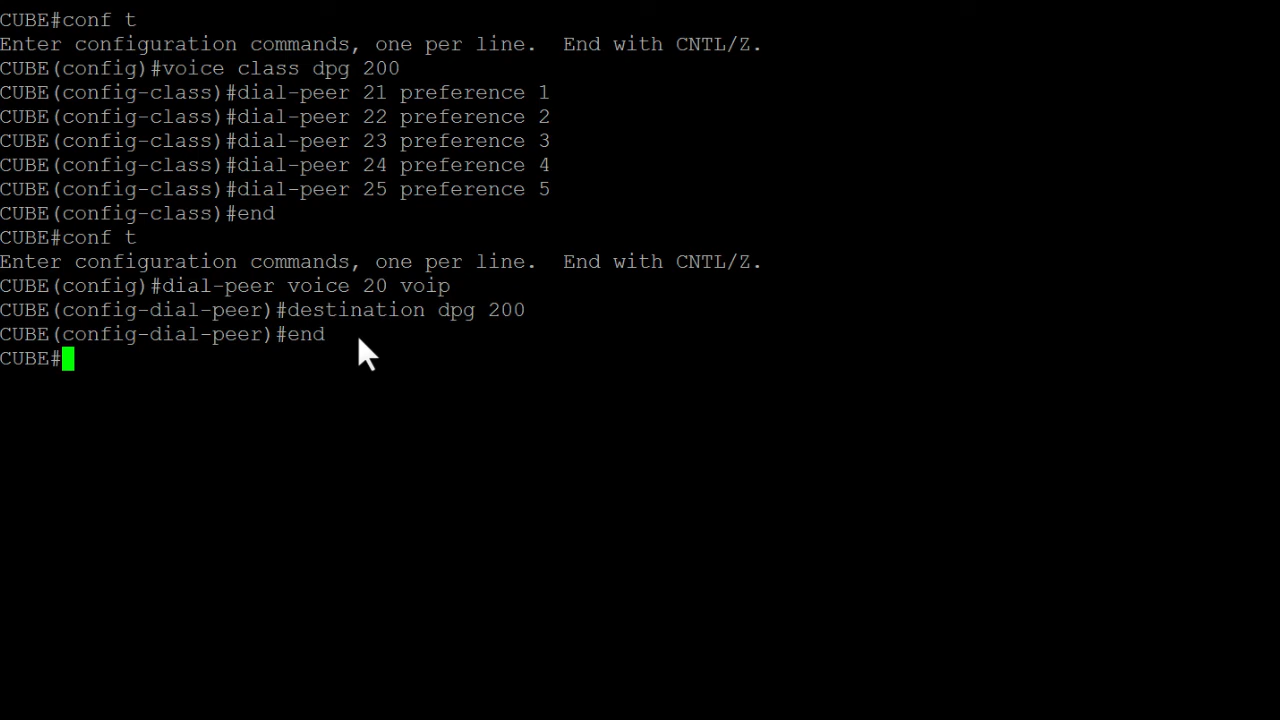 CUBE#conf t
Enter configuration commands, one per line.  End with CNTL/Z.
CUBE(config)#voice class dpg 200
CUBE(config-class)#dial-peer 21 preference 1
CUBE(config-class)#dial-peer 22 preference 2
CUBE(config-class)#dial-peer 23 preference 3
CUBE(config-class)#dial-peer 24 preference 4
CUBE(config-class)#dial-peer 25 preference 5
CUBE(config-class)#end
CUBE#conf t
Enter configuration commands, one per line.  End with CNTL/Z.
CUBE(config)#dial-peer voice 20 voip
CUBE(config-dial-peer)#destination dpg 200
CUBE(config-dial-peer)#end
CUBE#